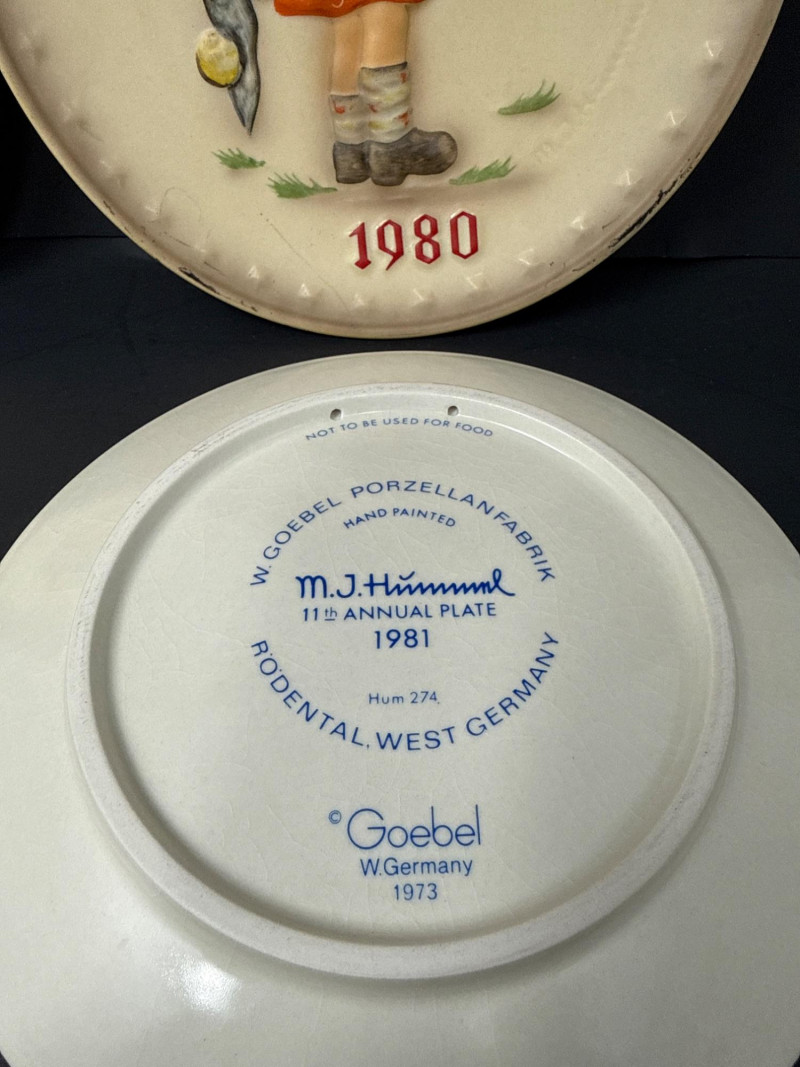 1980
NOT TO BE USED FOR FOOD
W. GOEBEL PORZELLANFABRIK
HAND PAINTED
M.J.Hummel
11th ANNUAL PLATE
1981
Hum 274.
RÖDENTAL, WEST GERMANY
© Goebel
W.Germany
1973